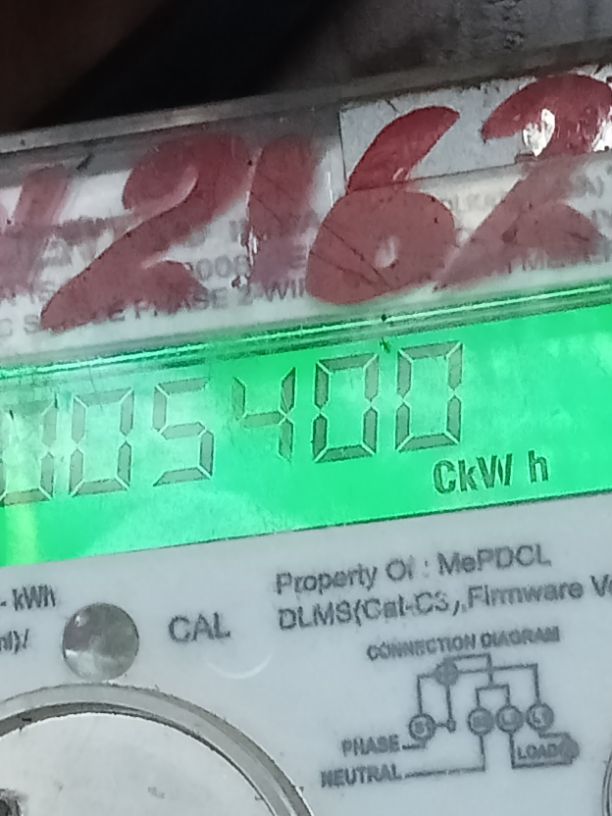 42162
SINGLE PHASE 2-WIRE
005400
CkW h
- kWh
CAL
Property Of : MePDCL
DLMS(Cat-C3),Firmware Ve
CONNECTION DIAGRAM
PHASE
NEUTRAL
LOAD